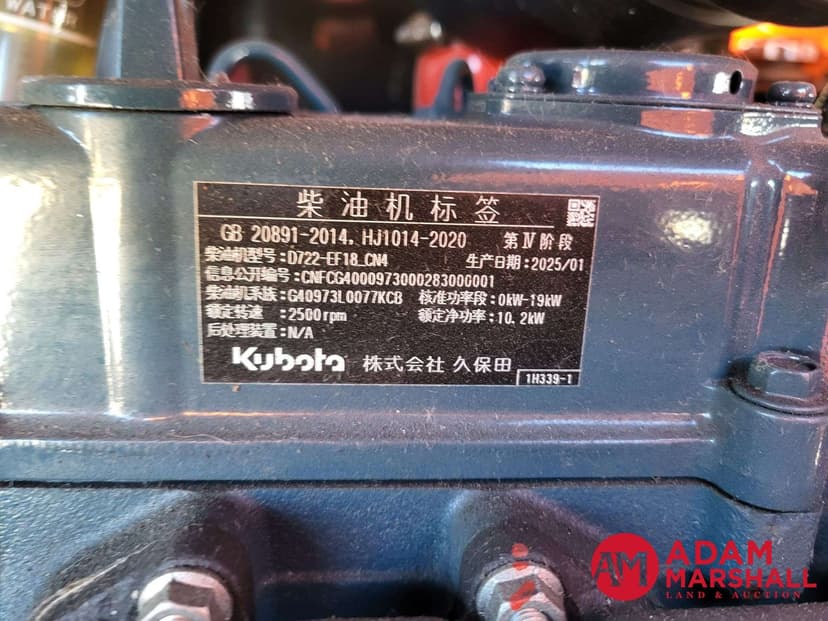 WATER
柴油机标签
GB 20891-2014. HJ1014-2020 第Ⅳ阶段
柴油机型号:D722-EF18_CN4 生产日期:2025/01
信息公开编号:CNFCG4000973000283000001
柴油机系族:G40973L0077KCB 核准功率段:0kW-19kW
额定转速 :2500rpm 额定净功率:10.2kW
后处理装置:N/A
Kubota 株式会社 久保田
1H339-1
AM ADAM
MARSHALL
LAND & AUCTION